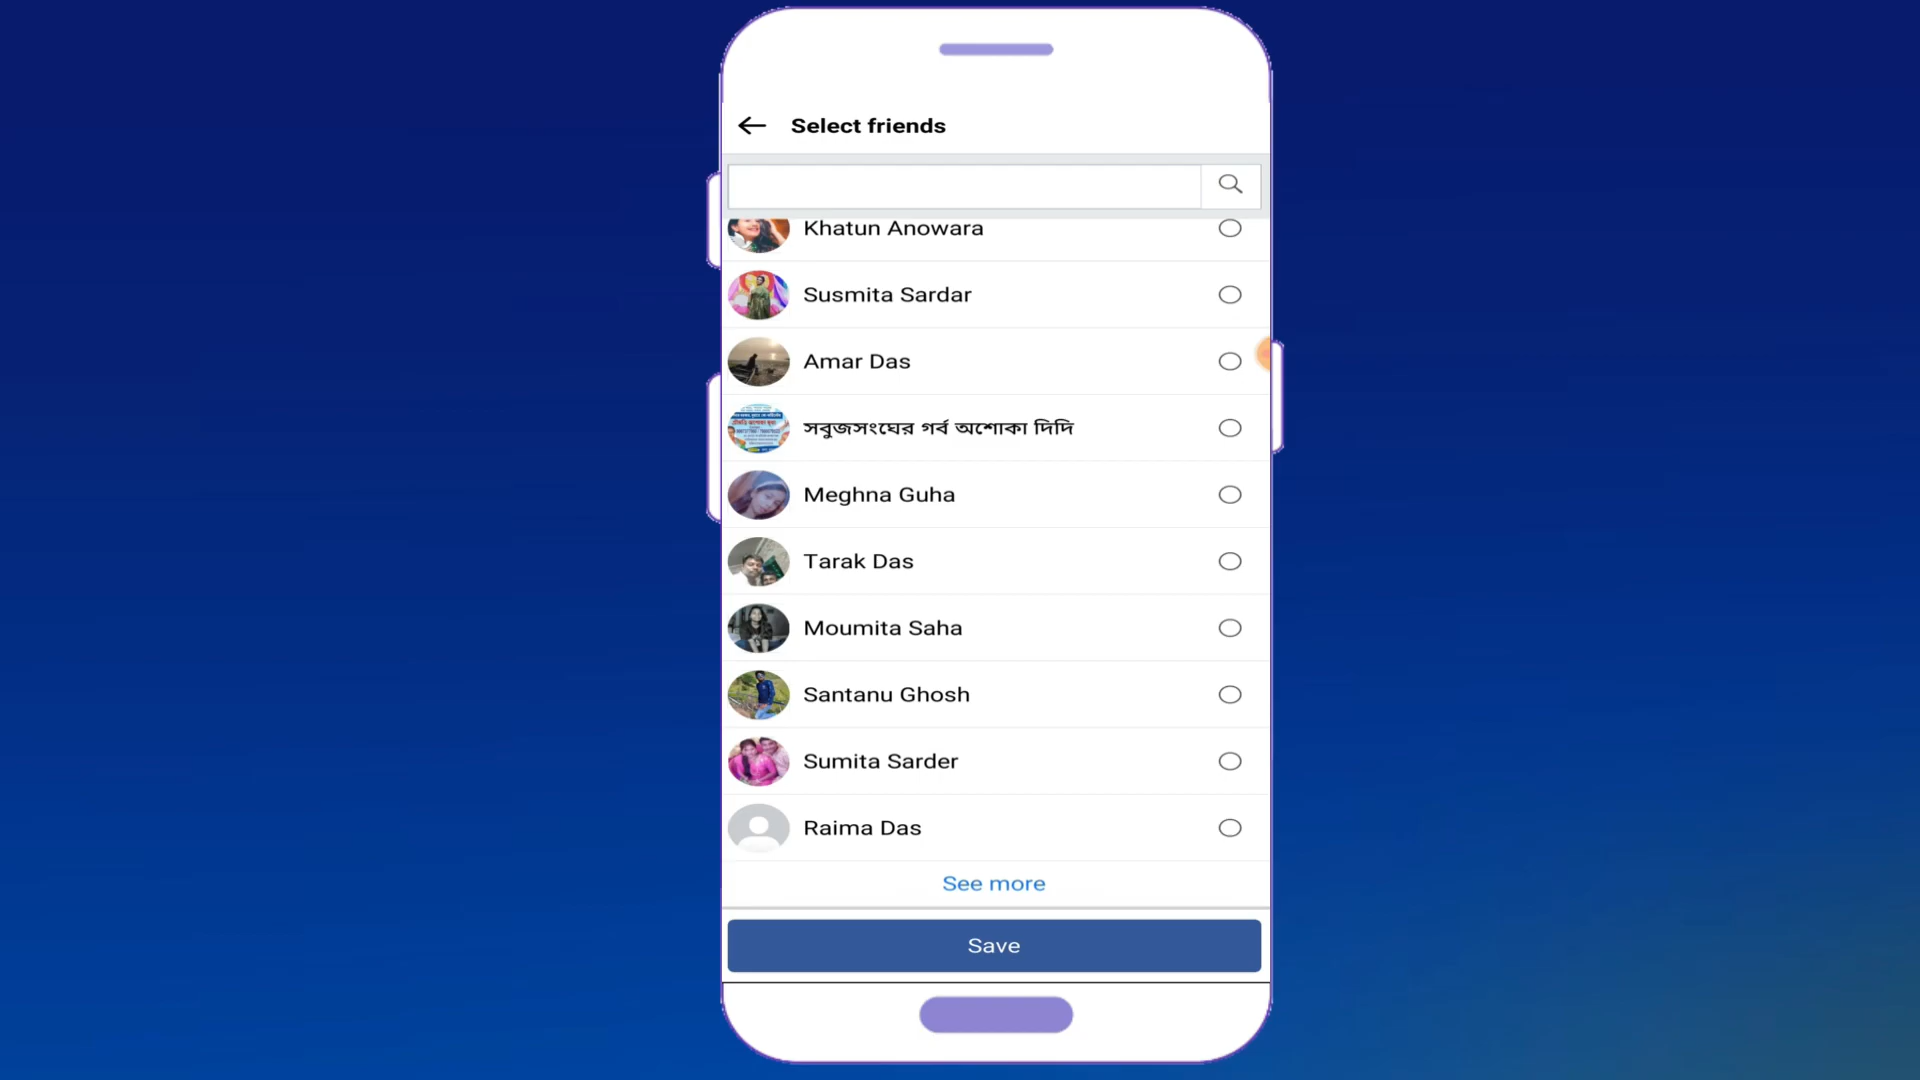 Select friends
Khatun Anowara
Susmita Sardar
Amar Das
সবুজসংঘের গর্ব অশোকা দিদি
Meghna Guha
Tarak Das
Moumita Saha
Santanu Ghosh
Sumita Sarder
Raima Das
See more
Save